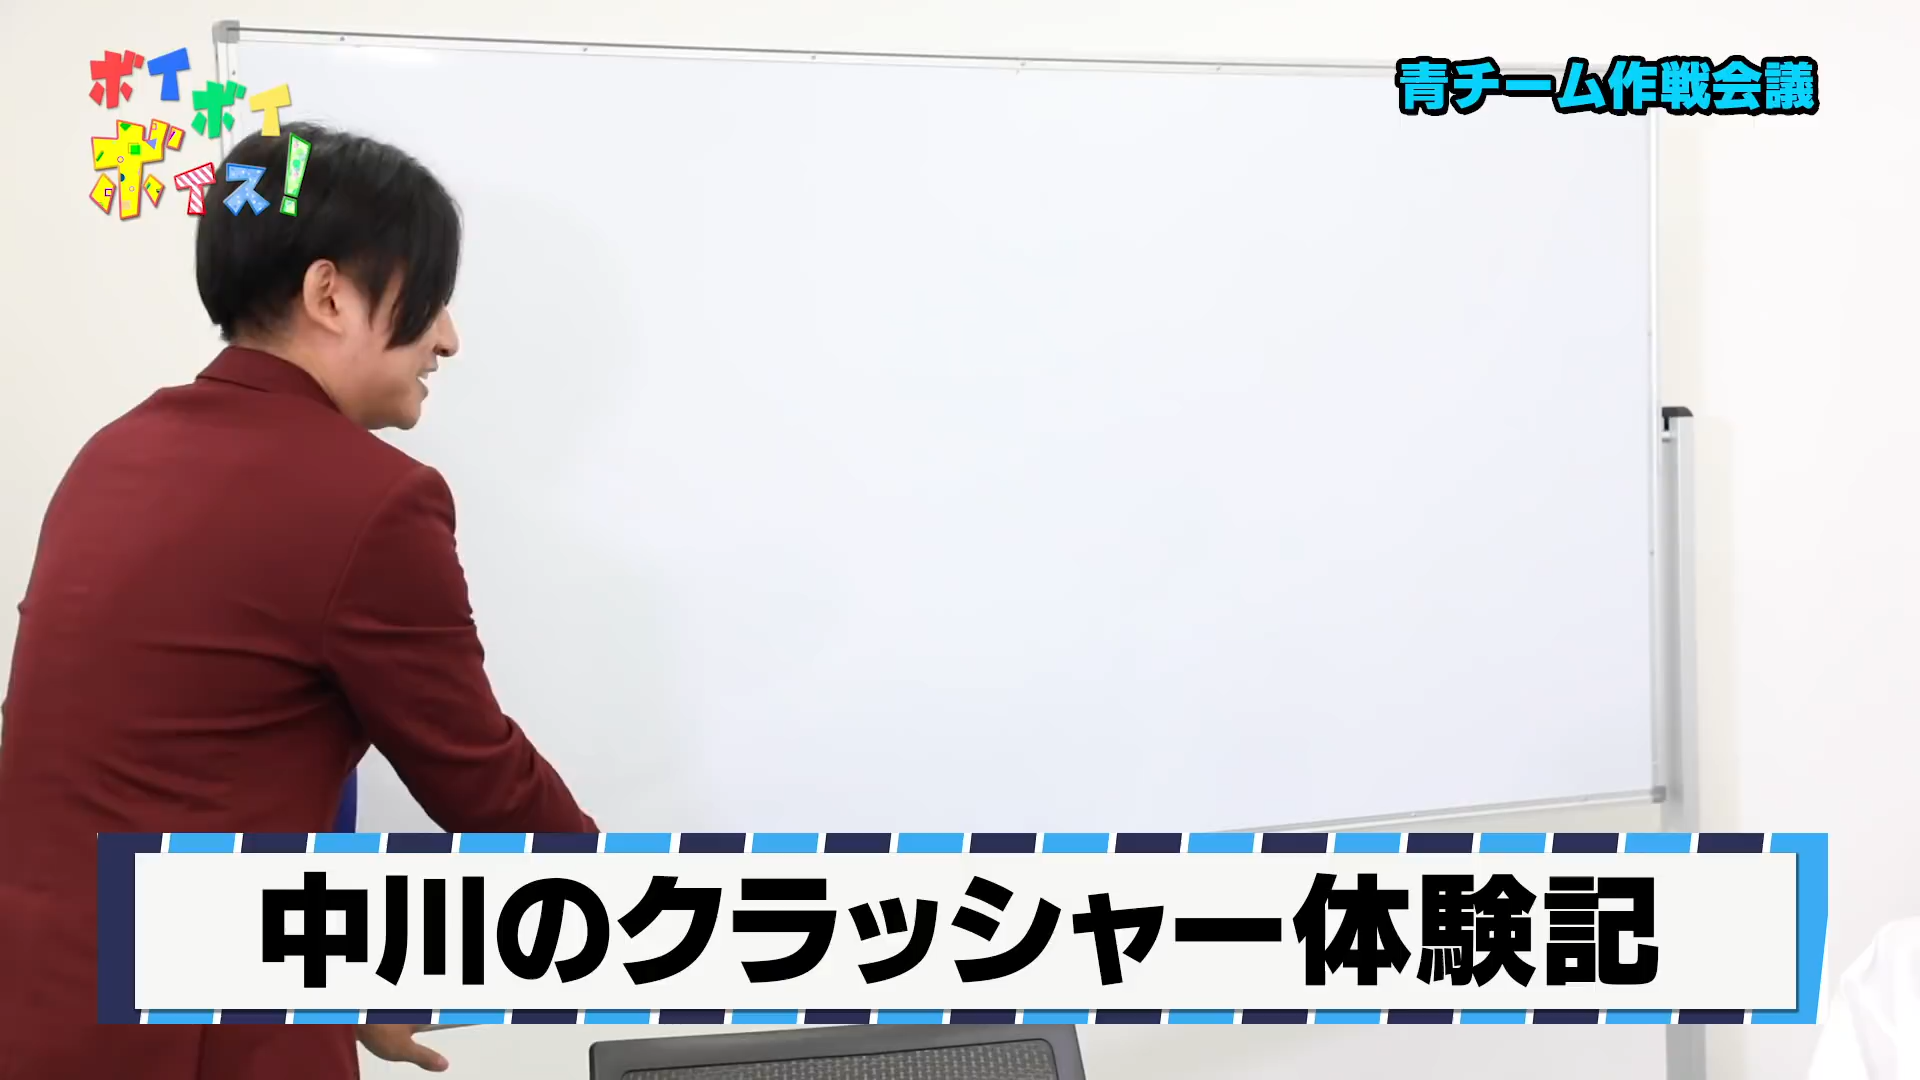 ボイ
ボイ
ボイス!
青チーム作戦会議
中川のクラッシャー体験記